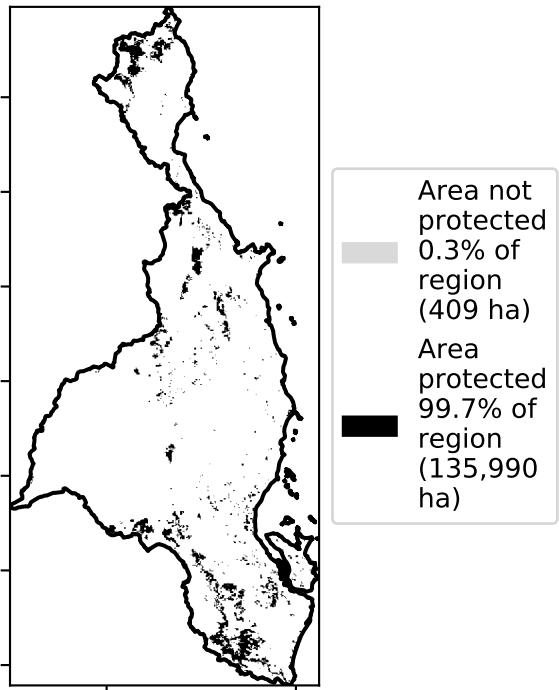 Area not
protected
0.3% of
region
(409 ha)
Area
protected
99.7% of
region
(135,990
ha)